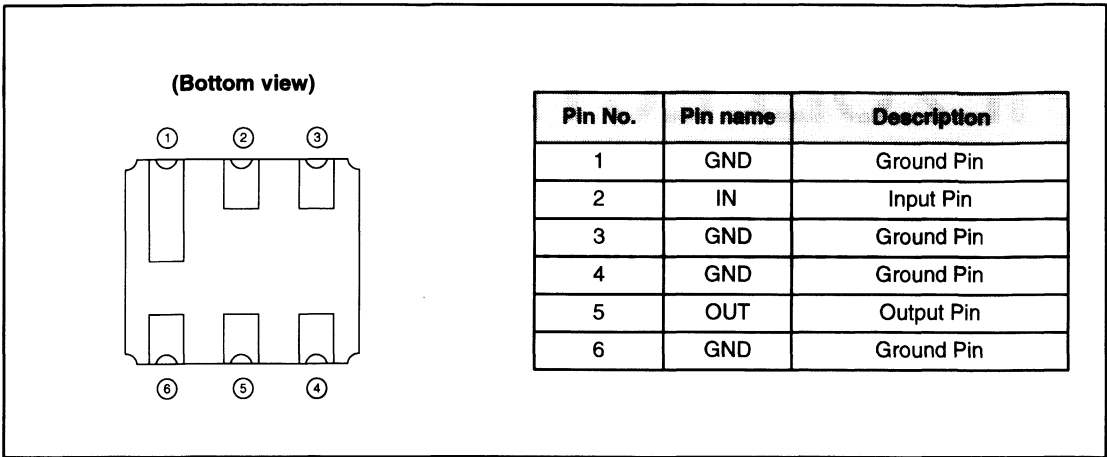 (Bottom view)
① ② ③
⑥ ⑤ ④
Pin No. Pin name Description
1 GND Ground Pin
2 IN Input Pin
3 GND Ground Pin
4 GND Ground Pin
5 OUT Output Pin
6 GND Ground Pin